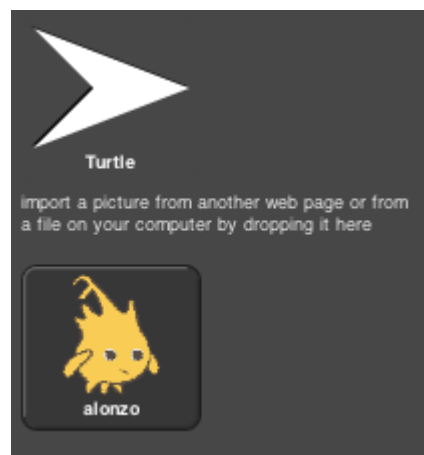 Turtle
import a picture from another web page or from
a file on your computer by dropping it here
alonzo